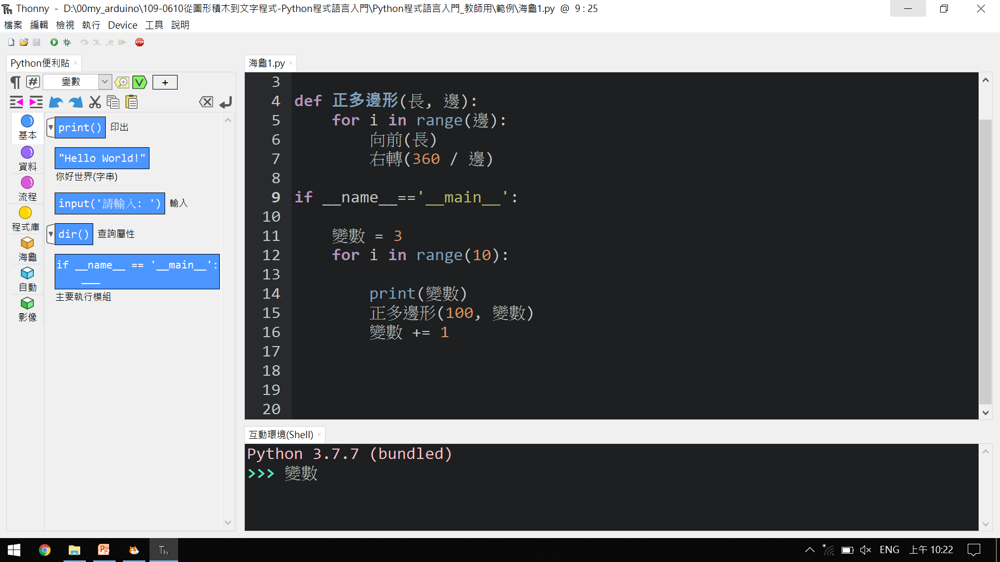 Thonny - D:\00my_arduino\109-0610從圖形積木到文字程式-Python程式語言入門\Python程式語言入門_教師用\範例\海龜1.py @ 9 : 25
檔案 編輯 檢視 執行 Device 工具 說明
STOP
Python便利貼 ×
海龜1.py ×
變數
+
基本
資料
流程
程式庫
海龜
自動
影像
print() 印出
"Hello World!"
你好世界(字串)
input('請輸入: ') 輸入
dir() 查詢屬性
if __name__ == '__main__':
___
主要執行模組
3
4 def 正多邊形(長, 邊):
5     for i in range(邊):
6         向前(長)
7         右轉(360 / 邊)
8
9 if __name__=='__main__':
10
11     變數 = 3
12     for i in range(10):
13
14         print(變數)
15         正多邊形(100, 變數)
16         變數 += 1
17
18
19
20
互動環境(Shell) ×
Python 3.7.7 (bundled)
>>> 變數
ENG 上午 10:22